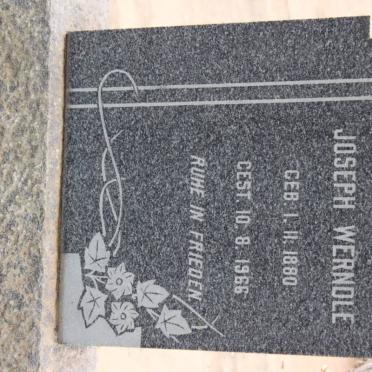 JOSEPH WERNDLE
GEB 1. 11. 1880
GEST 10. 8. 1965
RUHE IN FRIEDEN